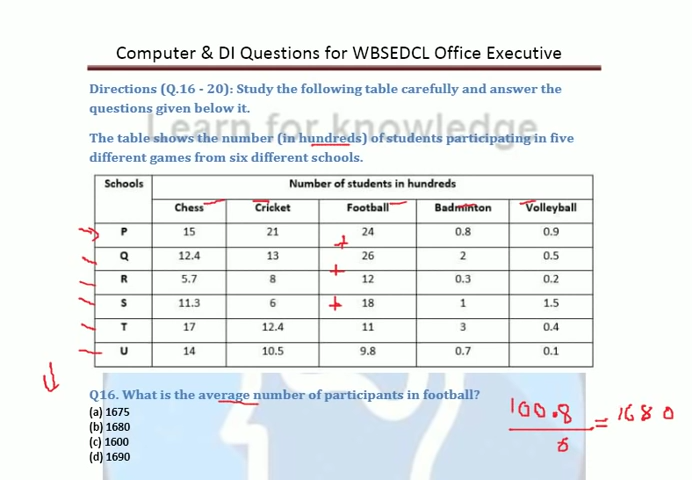 Computer & DI Questions for WBSEDCL Office Executive
Directions (Q.16 - 20): Study the following table carefully and answer the
questions given below it.
Learn for knowledge
The table shows the number (in hundreds) of students participating in five
different games from six different schools.
Schools Number of students in hundreds
Chess Cricket Football Badminton Volleyball
P 15 21 24 0.8 0.9
Q 12.4 13 26 2 0.5
R 5.7 8 12 0.3 0.2
S 11.3 6 18 1 1.5
T 17 12.4 11 3 0.4
U 14 10.5 9.8 0.7 0.1
Q16. What is the average number of participants in football?
(a) 1675
(b) 1680
(c) 1600
(d) 1690
100.8
= 1680
6